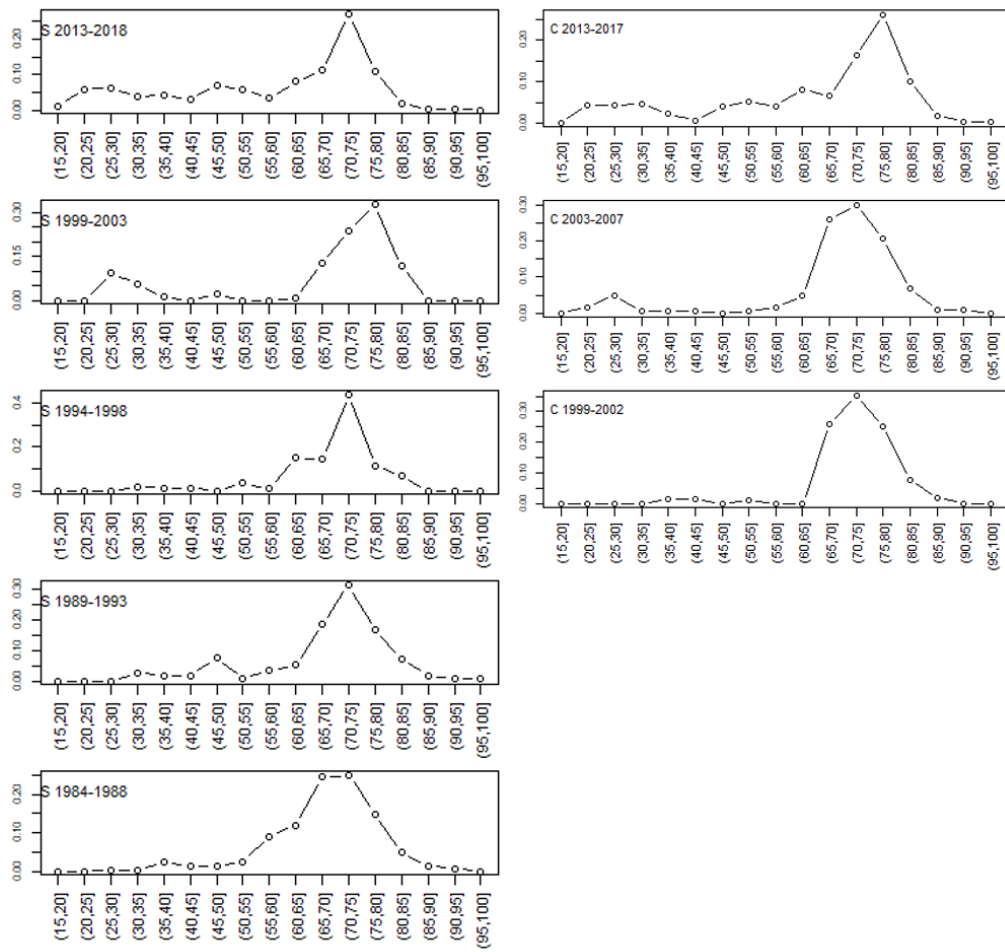 S 2013-2018
0.20
0.10
0.00
(15,20] (20,25] (25,30] (30,35] (35,40] (40,45] (45,50] (50,55] (55,60] (60,65] (65,70] (70,75] (75,80] (80,85] (85,90] (90,95] (95,100]
C 2013-2017
0.20
0.10
0.00
(15,20] (20,25] (25,30] (30,35] (35,40] (40,45] (45,50] (50,55] (55,60] (60,65] (65,70] (70,75] (75,80] (80,85] (85,90] (90,95] (95,100]
S 1999-2003
0.30
0.15
0.00
(15,20] (20,25] (25,30] (30,35] (35,40] (40,45] (45,50] (50,55] (55,60] (60,65] (65,70] (70,75] (75,80] (80,85] (85,90] (90,95] (95,100]
C 2003-2007
0.30
0.20
0.10
0.00
(15,20] (20,25] (25,30] (30,35] (35,40] (40,45] (45,50] (50,55] (55,60] (60,65] (65,70] (70,75] (75,80] (80,85] (85,90] (90,95] (95,100]
S 1994-1998
0.4
0.2
0.0
(15,20] (20,25] (25,30] (30,35] (35,40] (40,45] (45,50] (50,55] (55,60] (60,65] (65,70] (70,75] (75,80] (80,85] (85,90] (90,95] (95,100]
C 1999-2002
0.30
0.20
0.10
0.00
(15,20] (20,25] (25,30] (30,35] (35,40] (40,45] (45,50] (50,55] (55,60] (60,65] (65,70] (70,75] (75,80] (80,85] (85,90] (90,95] (95,100]
S 1989-1993
0.30
0.20
0.10
0.00
(15,20] (20,25] (25,30] (30,35] (35,40] (40,45] (45,50] (50,55] (55,60] (60,65] (65,70] (70,75] (75,80] (80,85] (85,90] (90,95] (95,100]
S 1984-1988
0.20
0.10
0.00
(15,20] (20,25] (25,30] (30,35] (35,40] (40,45] (45,50] (50,55] (55,60] (60,65] (65,70] (70,75] (75,80] (80,85] (85,90] (90,95] (95,100]